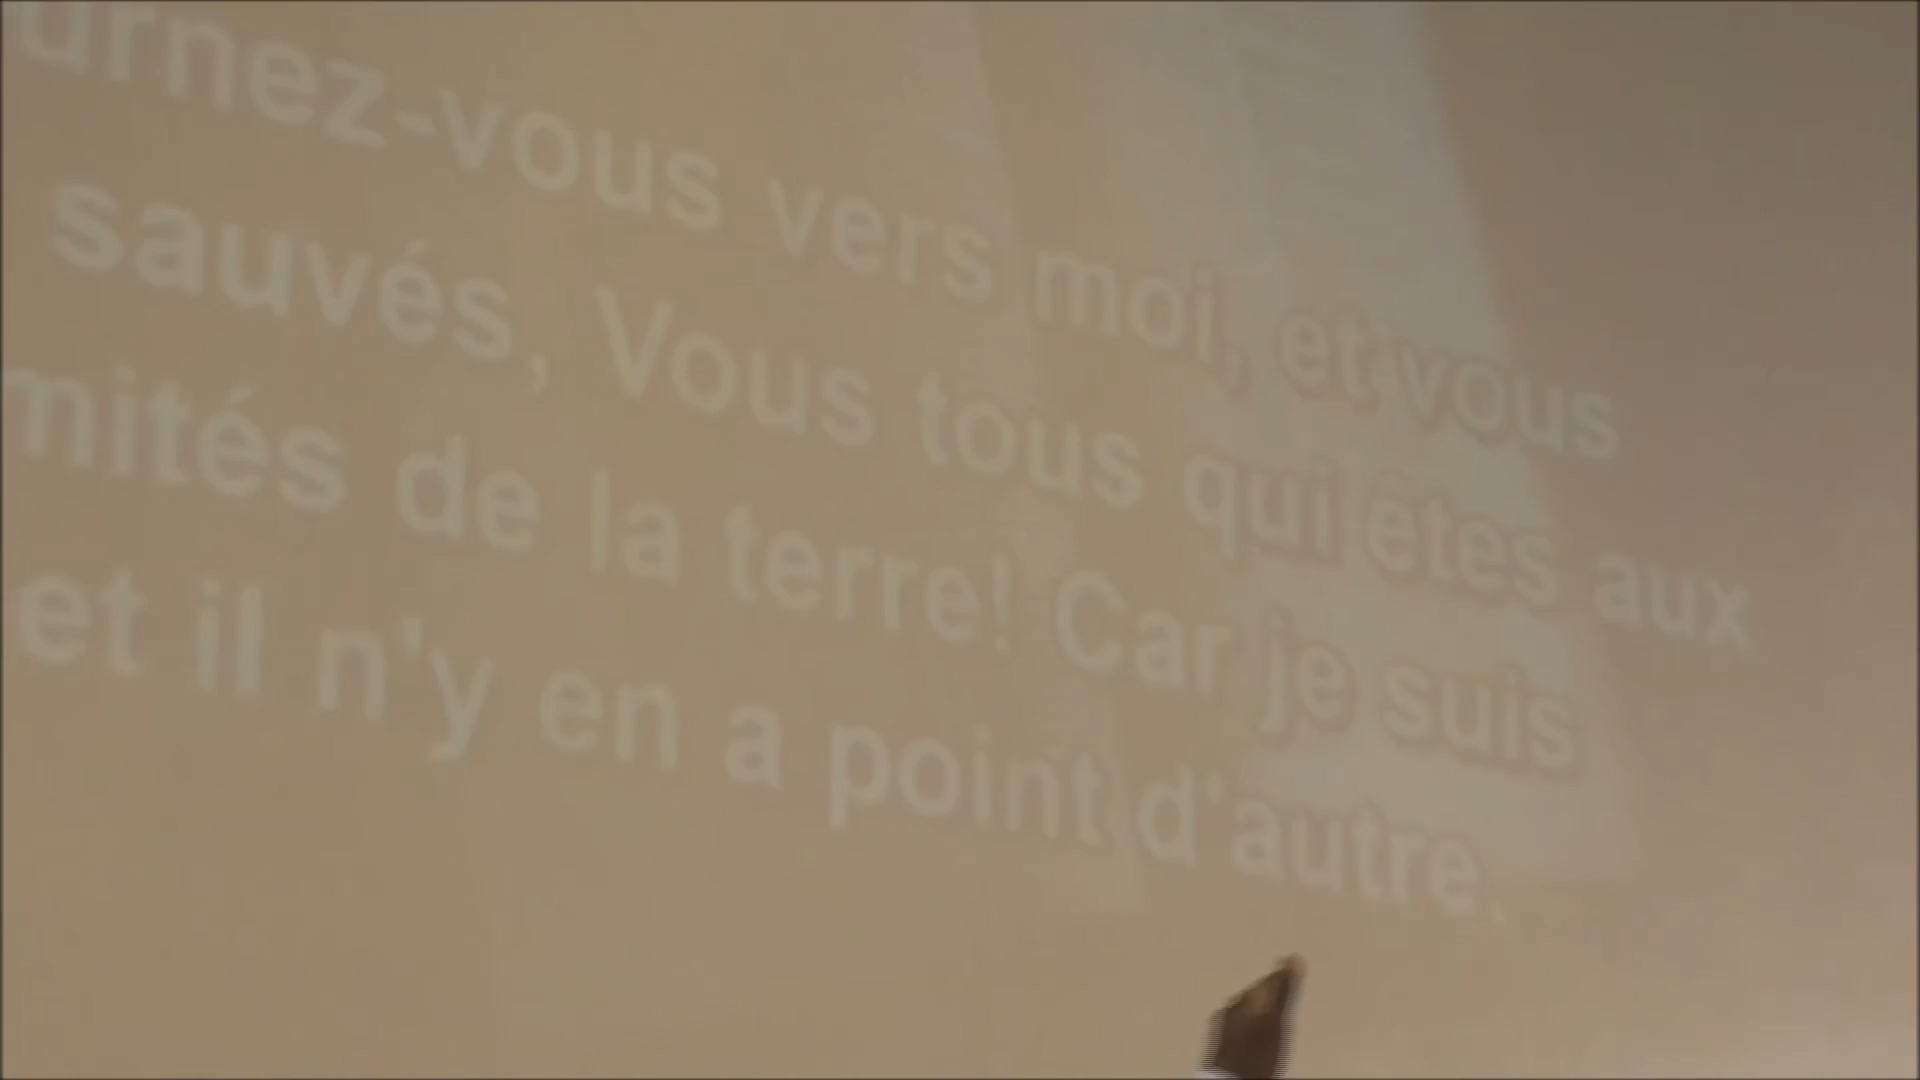 urnez-vous vers moi, et vous
sauvés, Vous tous qui êtes aux
mités de la terre! Car je suis
et il n'y en a point d'autre.